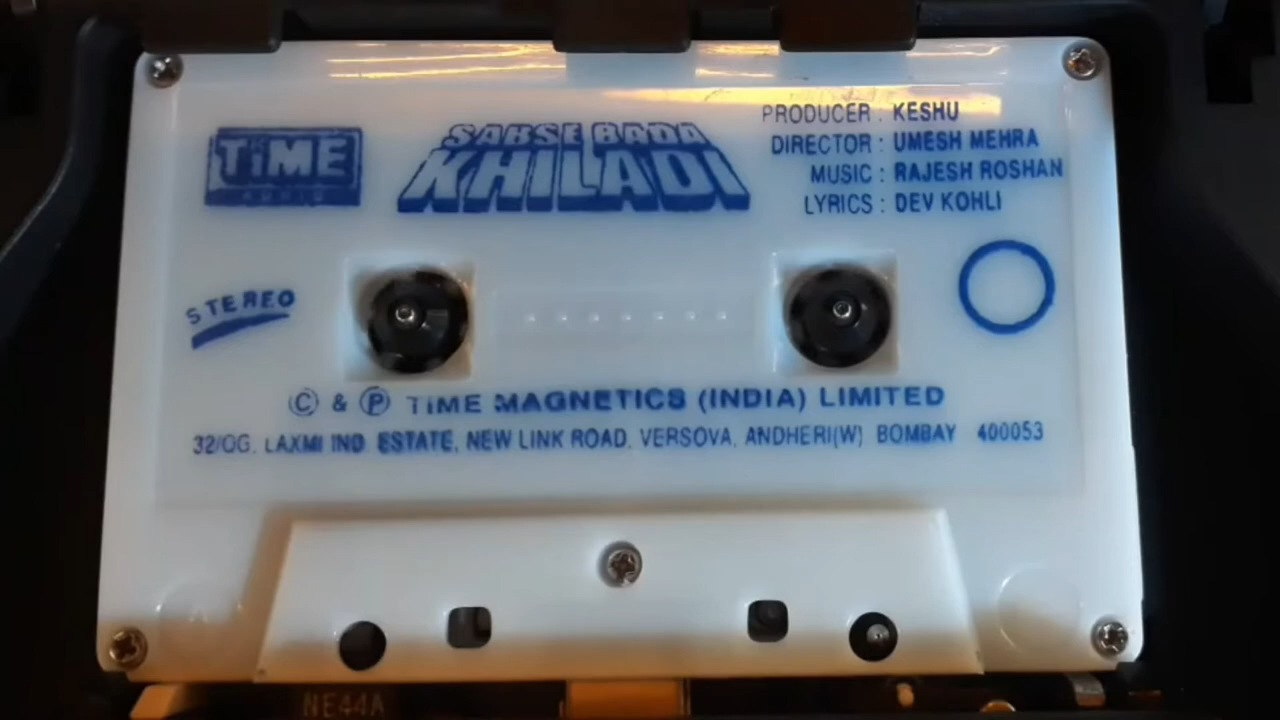 TiME
AUDIO
SABSE BADA
KHILADI
PRODUCER : KESHU
DIRECTOR : UMESH MEHRA
MUSIC : RAJESH ROSHAN
LYRICS : DEV KOHLI
STEREO
© & ℗ TiME MAGNETICS (INDIA) LIMITED
32/OG, LAXMI IND ESTATE, NEW LINK ROAD, VERSOVA, ANDHERI(W) BOMBAY 400053
NE44A